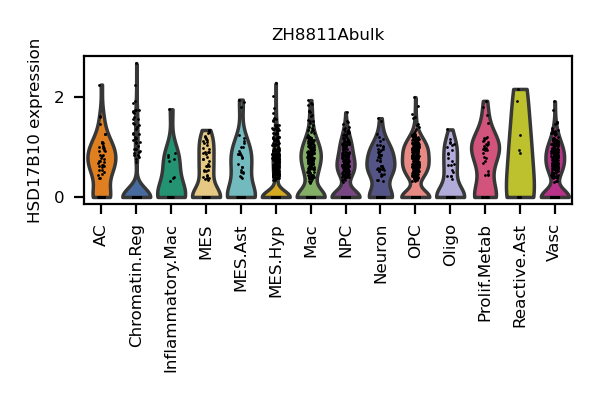 ZH8811Abulk
HSD17B10 expression
2
0
AC
Chromatin.Reg
Inflammatory.Mac
MES
MES.Ast
MES.Hyp
Mac
NPC
Neuron
OPC
Oligo
Prolif.Metab
Reactive.Ast
Vasc